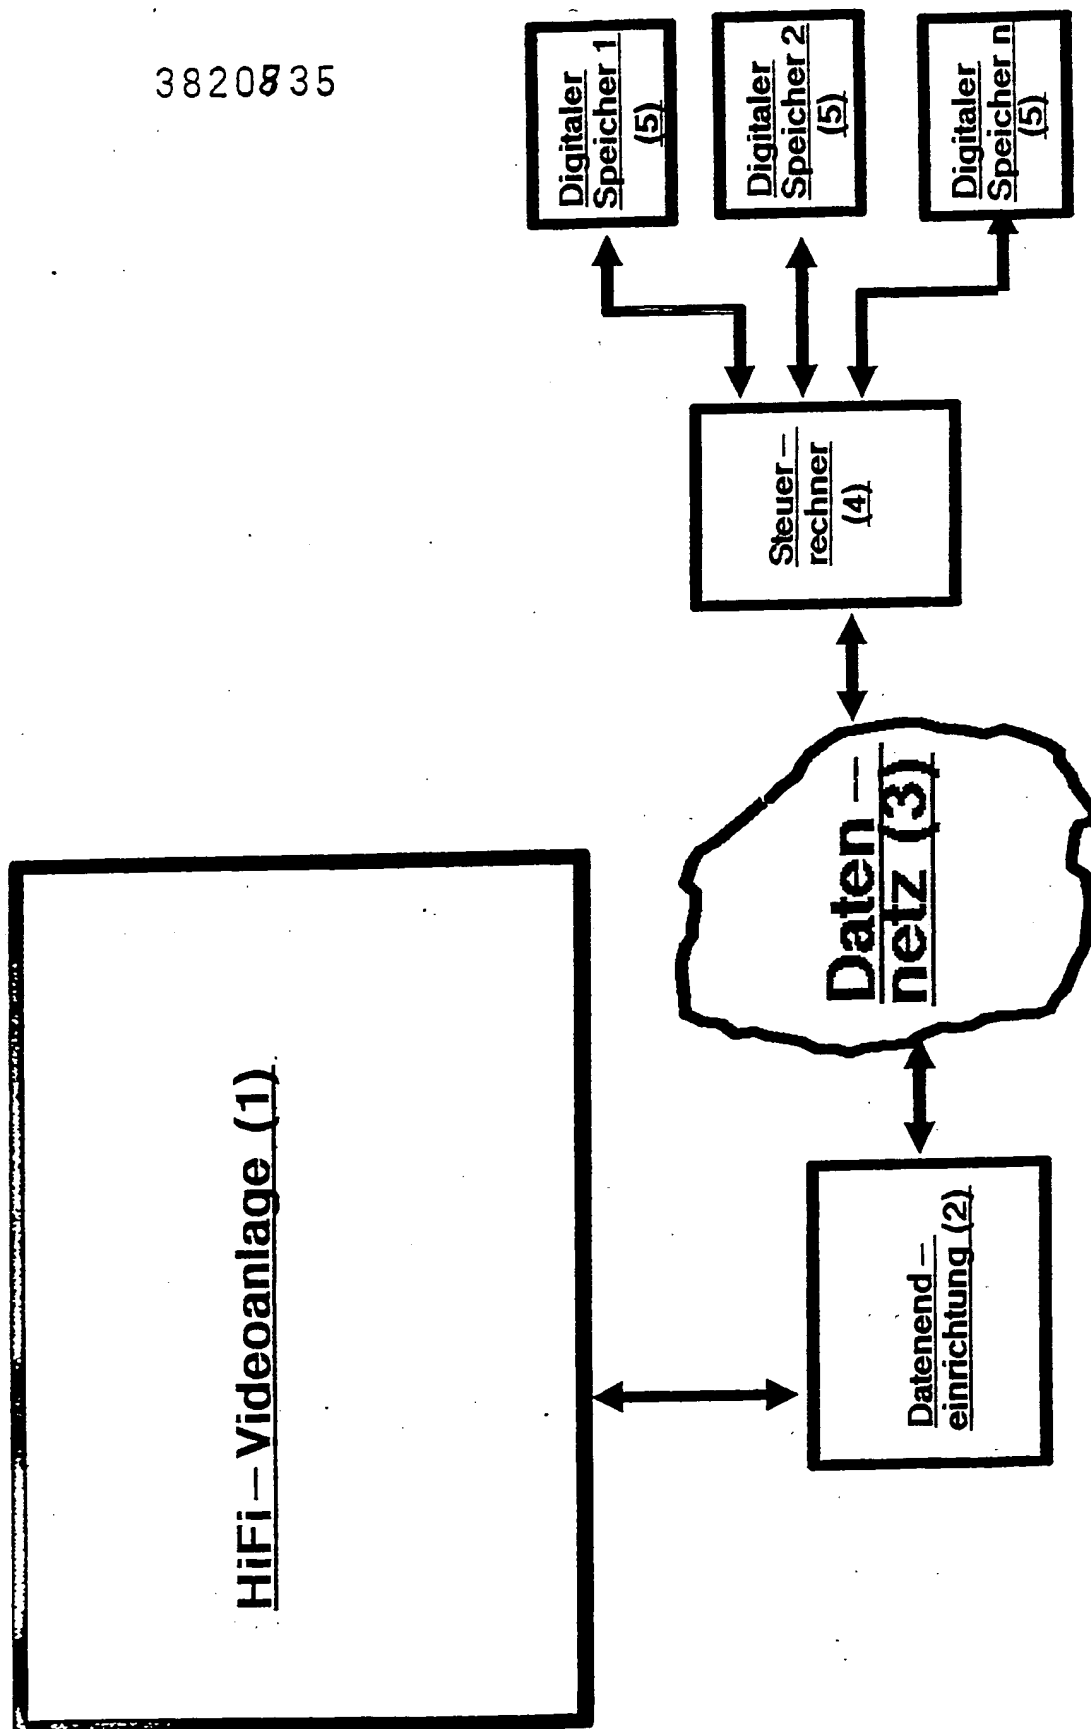 3820835
HiFi–Videoanlage (1)
Datenend–
einrichtung (2)
Daten–
netz (3)
Steuer–
rechner
(4)
Digitaler
Speicher 1
(5)
Digitaler
Speicher 2
(5)
Digitaler
Speicher n
(5)